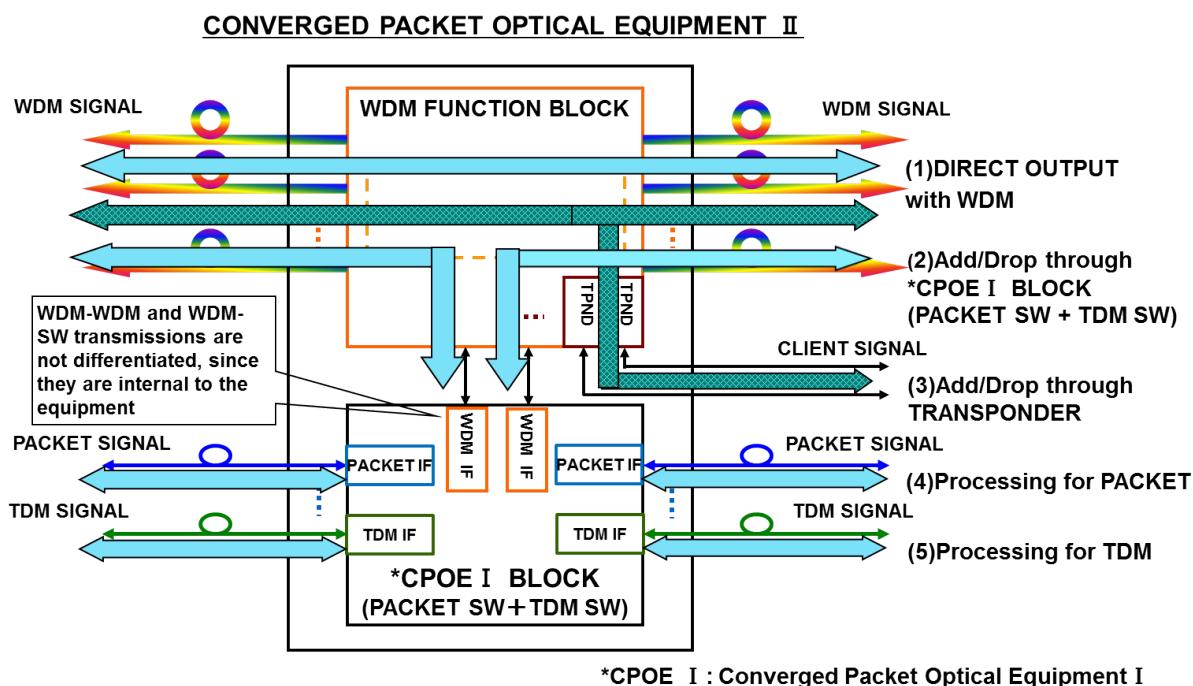 CONVERGED PACKET OPTICAL EQUIPMENT Ⅱ
WDM SIGNAL
WDM FUNCTION BLOCK
WDM SIGNAL
(1)DIRECT OUTPUT
with WDM
(2)Add/Drop through
*CPOE Ⅰ BLOCK
(PACKET SW + TDM SW)
TPND
TPND
WDM-WDM and WDM-
SW transmissions are
not differentiated, since
they are internal to the
equipment
CLIENT SIGNAL
(3)Add/Drop through
TRANSPONDER
WDM IF
WDM IF
PACKET SIGNAL
PACKET IF
PACKET IF
PACKET SIGNAL
(4)Processing for PACKET
TDM SIGNAL
TDM IF
TDM IF
TDM SIGNAL
(5)Processing for TDM
*CPOE Ⅰ BLOCK
(PACKET SW+TDM SW)
*CPOE Ⅰ : Converged Packet Optical Equipment Ⅰ